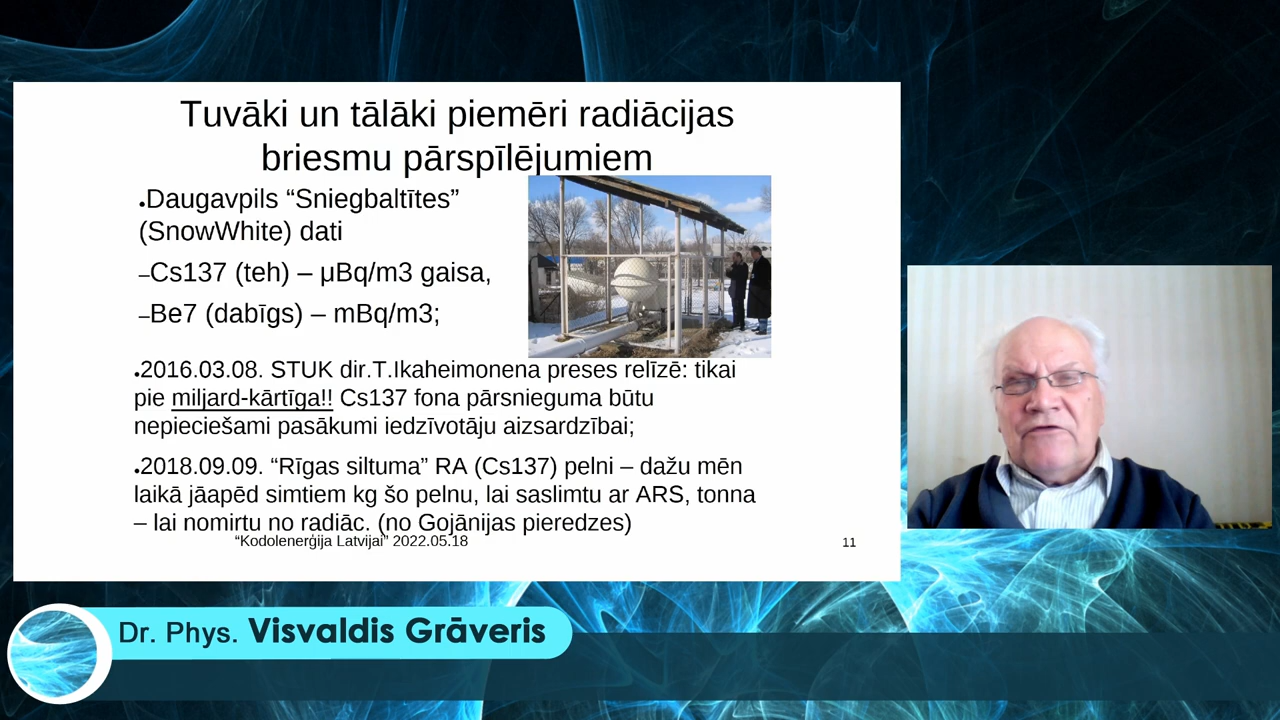 Tuvāki un tālāki piemēri radiācijas
briesmu pārspīlējumiem
•Daugavpils “Sniegbaltītes”
(SnowWhite) dati
–Cs137 (teh) – μBq/m3 gaisa,
–Be7 (dabīgs) – mBq/m3;
•2016.03.08. STUK dir.T.Ikaheimonena preses relīzē: tikai
pie miljard-kārtīga!! Cs137 fona pārsnieguma būtu
nepieciešami pasākumi iedzīvotāju aizsardzībai;
•2018.09.09. “Rīgas siltuma” RA (Cs137) pelni – dažu mēn
laikā jāapēd simtiem kg šo pelnu, lai saslimtu ar ARS, tonna
– lai nomirtu no radiāc. (no Gojānijas pieredzes)
“Kodolenerģija Latvijai” 2022.05.18
11
Dr. Phys. Visvaldis Grāveris